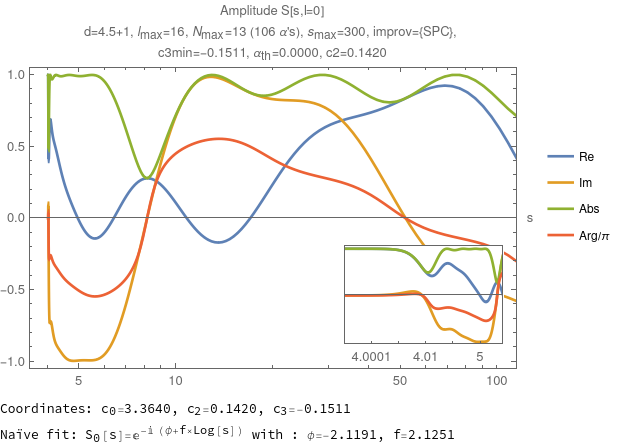 Amplitude S[s,l=0]
d=4.5+1, lmax=16, Nmax=13 (106 α's), smax=300, improv={SPC},
c3min=-0.1511, αth=0.0000, c2=0.1420
1.0
0.5
0.0
-0.5
-1.0
5
10
50
100
s
Re
Im
Abs
Arg/π
4.0001
4.01
5
Coordinates: c0=3.3640, c2=0.1420, c3=-0.1511
Naïve fit: S0[s]=e^-i (ϕ+f×Log[s]) with : ϕ=-2.1191, f=2.1251